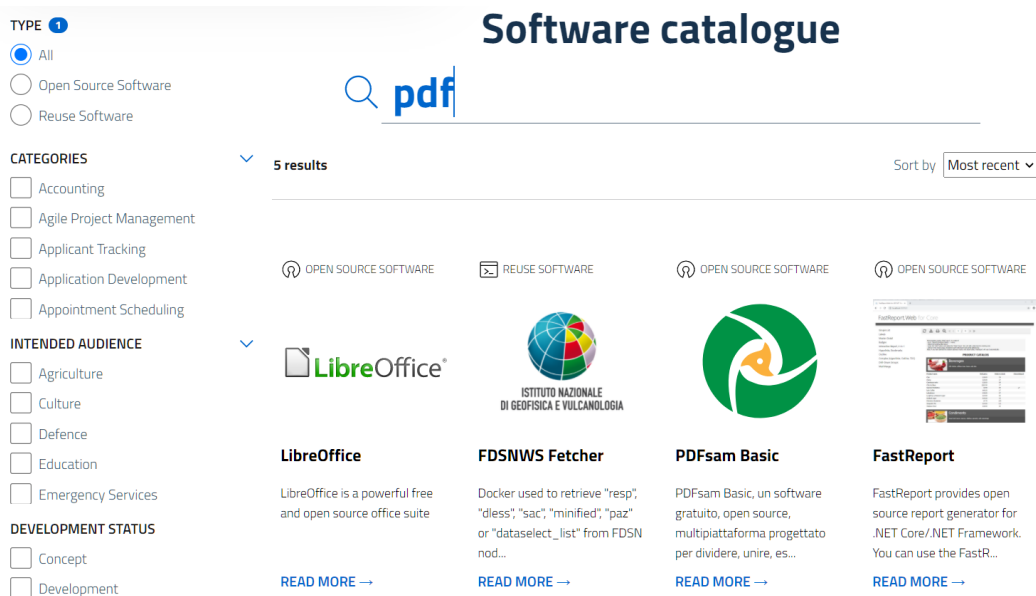 TYPE 1
All
Open Source Software
Reuse Software
CATEGORIES
Accounting
Agile Project Management
Applicant Tracking
Application Development
Appointment Scheduling
INTENDED AUDIENCE
Agriculture
Culture
Defence
Education
Emergency Services
DEVELOPMENT STATUS
Concept
Development
Software catalogue
pdf
5 results
Sort by Most recent
OPEN SOURCE SOFTWARE
LibreOffice®
LibreOffice
LibreOffice is a powerful free
and open source office suite
READ MORE →
REUSE SOFTWARE
ISTITUTO NAZIONALE
DI GEOFISICA E VULCANOLOGIA
FDSNWS Fetcher
Docker used to retrieve "resp",
"dless", "sac", "minified", "paz"
or "dataselect_list" from FDSN
nod...
READ MORE →
OPEN SOURCE SOFTWARE
PDFsam Basic
PDFsam Basic, un software
gratuito, open source,
multipiattaforma progettato
per dividere, unire, es...
READ MORE →
OPEN SOURCE SOFTWARE
FastReport
FastReport provides open
source report generator for
.NET Core/.NET Framework.
You can use the FastR...
READ MORE →